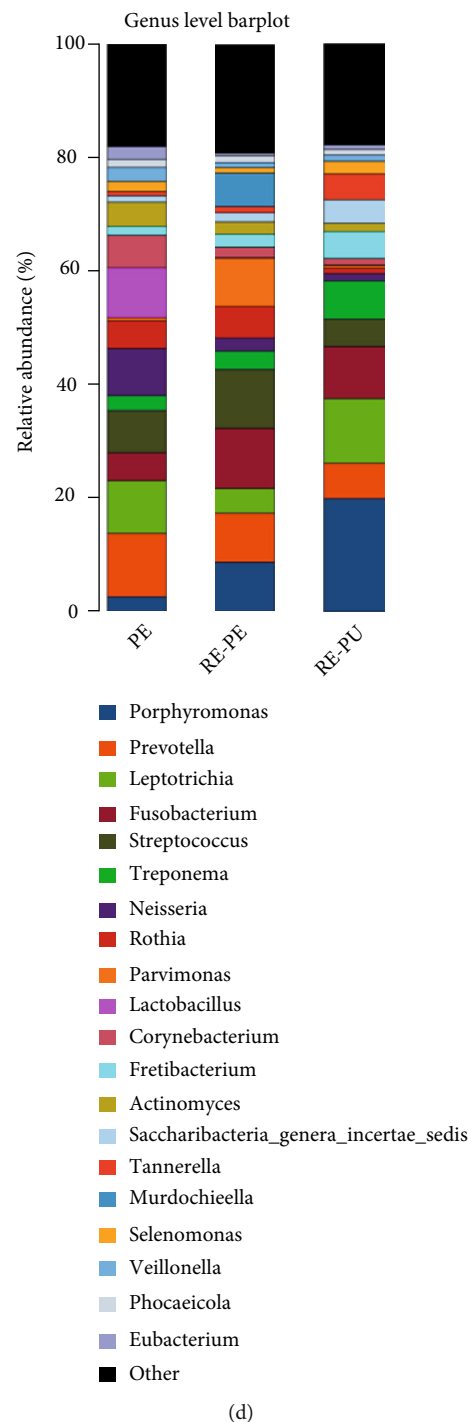 Genus level barplot
Relative abundance (%)
100
80
60
40
20
0
PE
RE-PE
RE-PU
Porphyromonas
Prevotella
Leptotrichia
Fusobacterium
Streptococcus
Treponema
Neisseria
Rothia
Parvimonas
Lactobacillus
Corynebacterium
Fretibacterium
Actinomyces
Saccharibacteria_genera_incertae_sedis
Tannerella
Murdochieella
Selenomonas
Veillonella
Phocaeicola
Eubacterium
Other
(d)